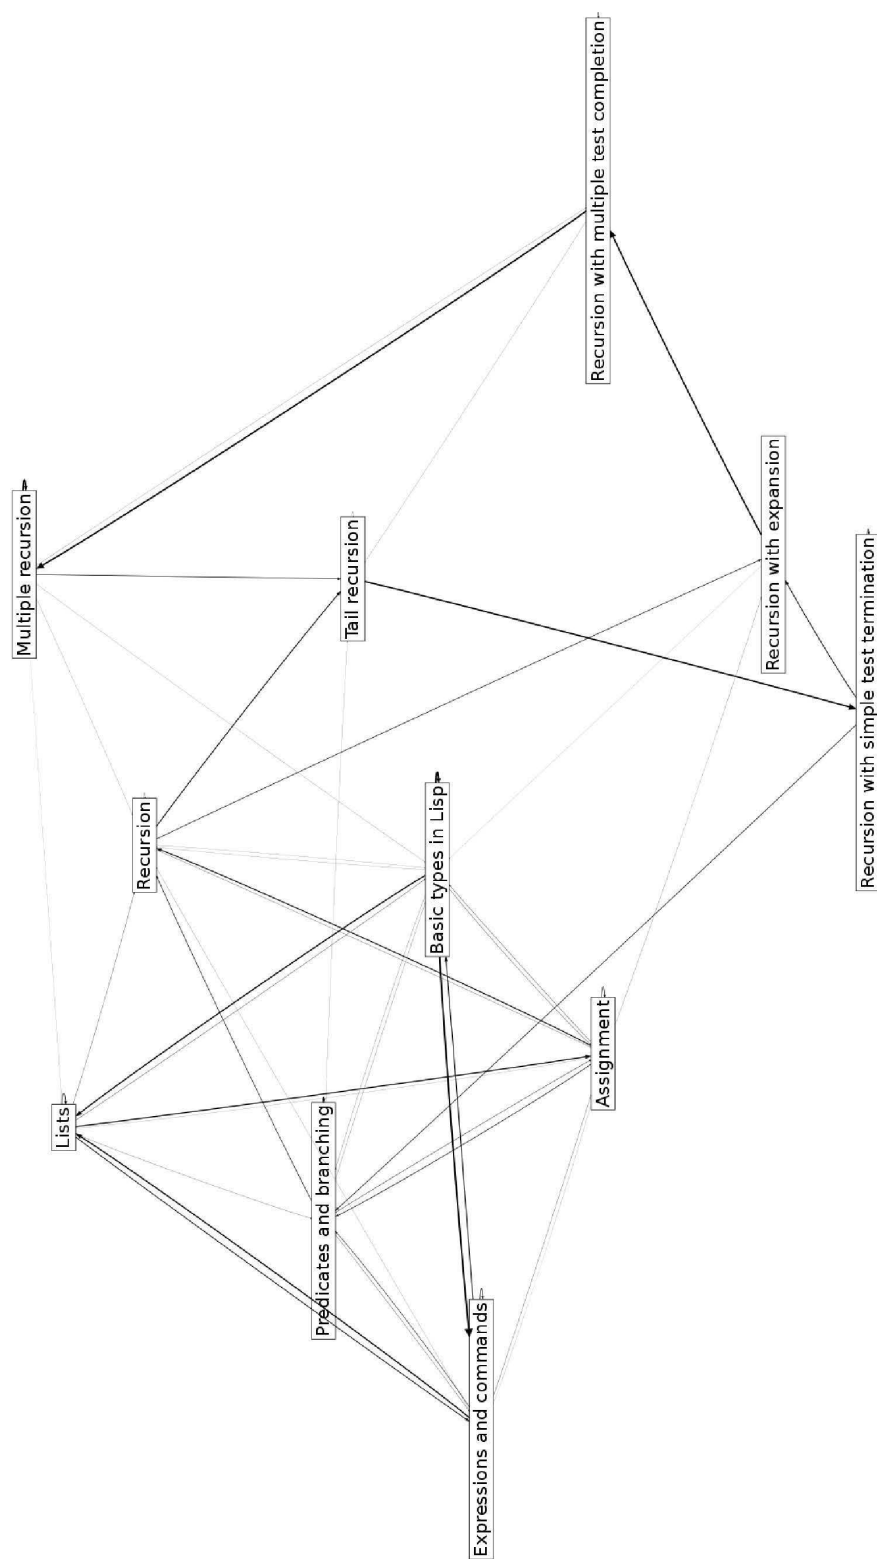 Recursion with multiple test completion
Multiple recursion
Tail recursion
Recursion with expansion
Recursion with simple test termination
Recursion
Basic types in Lisp
Assignment
Lists
Predicates and branching
Expressions and commands